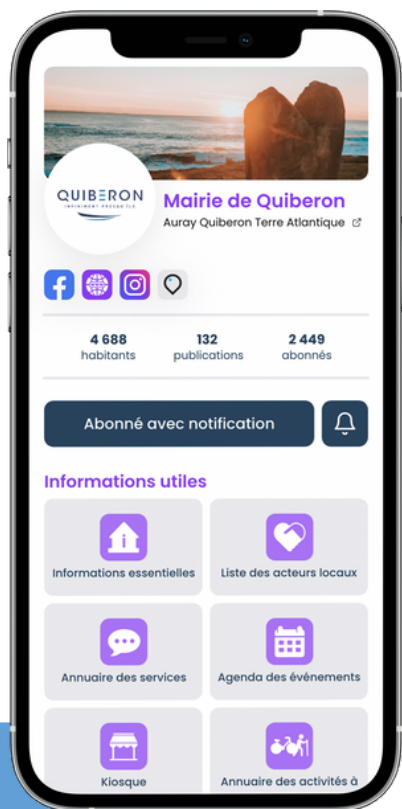 QUIBERON
INFINIMENT PRESQU'ÎLE
Mairie de Quiberon
Auray Quiberon Terre Atlantique
4 688
habitants
132
publications
2 449
abonnés
Abonné avec notification
Informations utiles
Informations essentielles
Liste des acteurs locaux
Annuaire des services
Agenda des événements
Kiosque
Annuaire des activités à